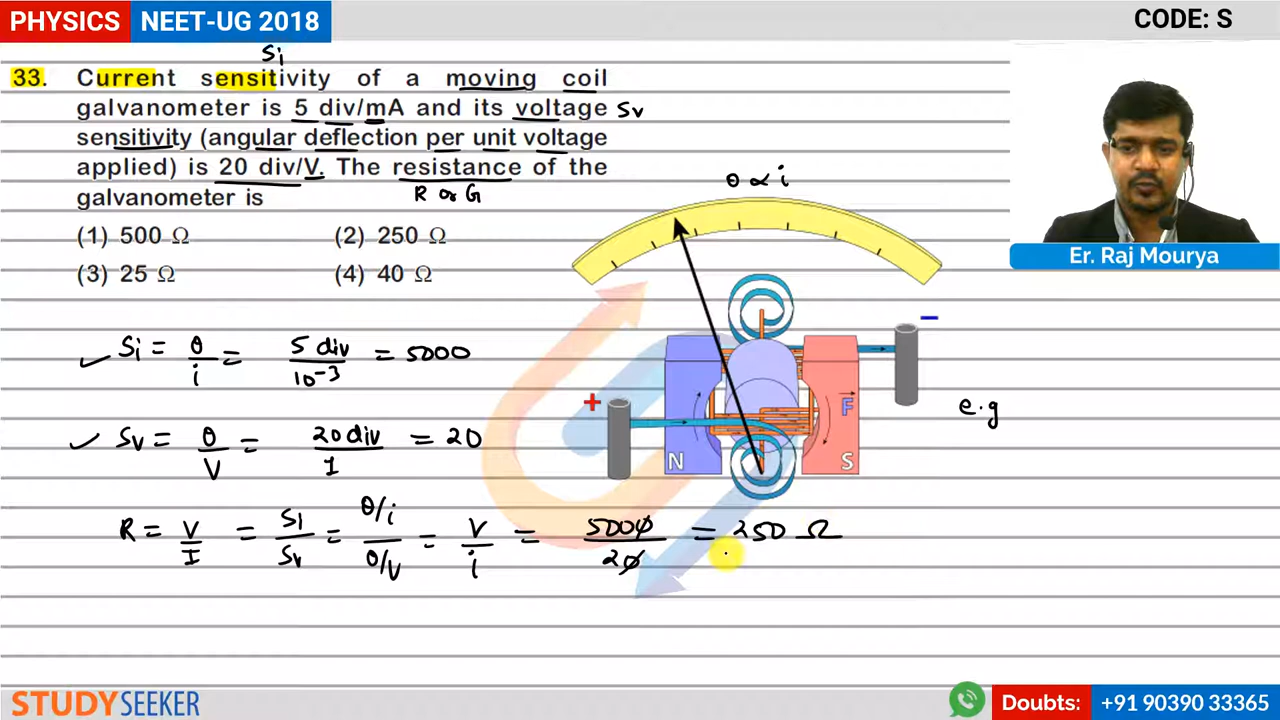 PHYSICS NEET-UG 2018
CODE: S
Si
33. Current sensitivity of a moving coil
galvanometer is 5 div/mA and its voltage Sv
sensitivity (angular deflection per unit voltage
applied) is 20 div/V. The resistance of the
R or G
galvanometer is
(1) 500 Ω (2) 250 Ω
(3) 25 Ω (4) 40 Ω
θ ∝ i
Er. Raj Mourya
−
+
F
N S
e.g
✓ Si = θ/i = 5 div/10⁻³ = 5000
✓ Sv = θ/V = 20div/1 = 20
R = V/I = SI/Sv = θ/i / θ/V = V/i = 5000/20 = 250 Ω
STUDY SEEKER
Doubts: +91 90390 33365